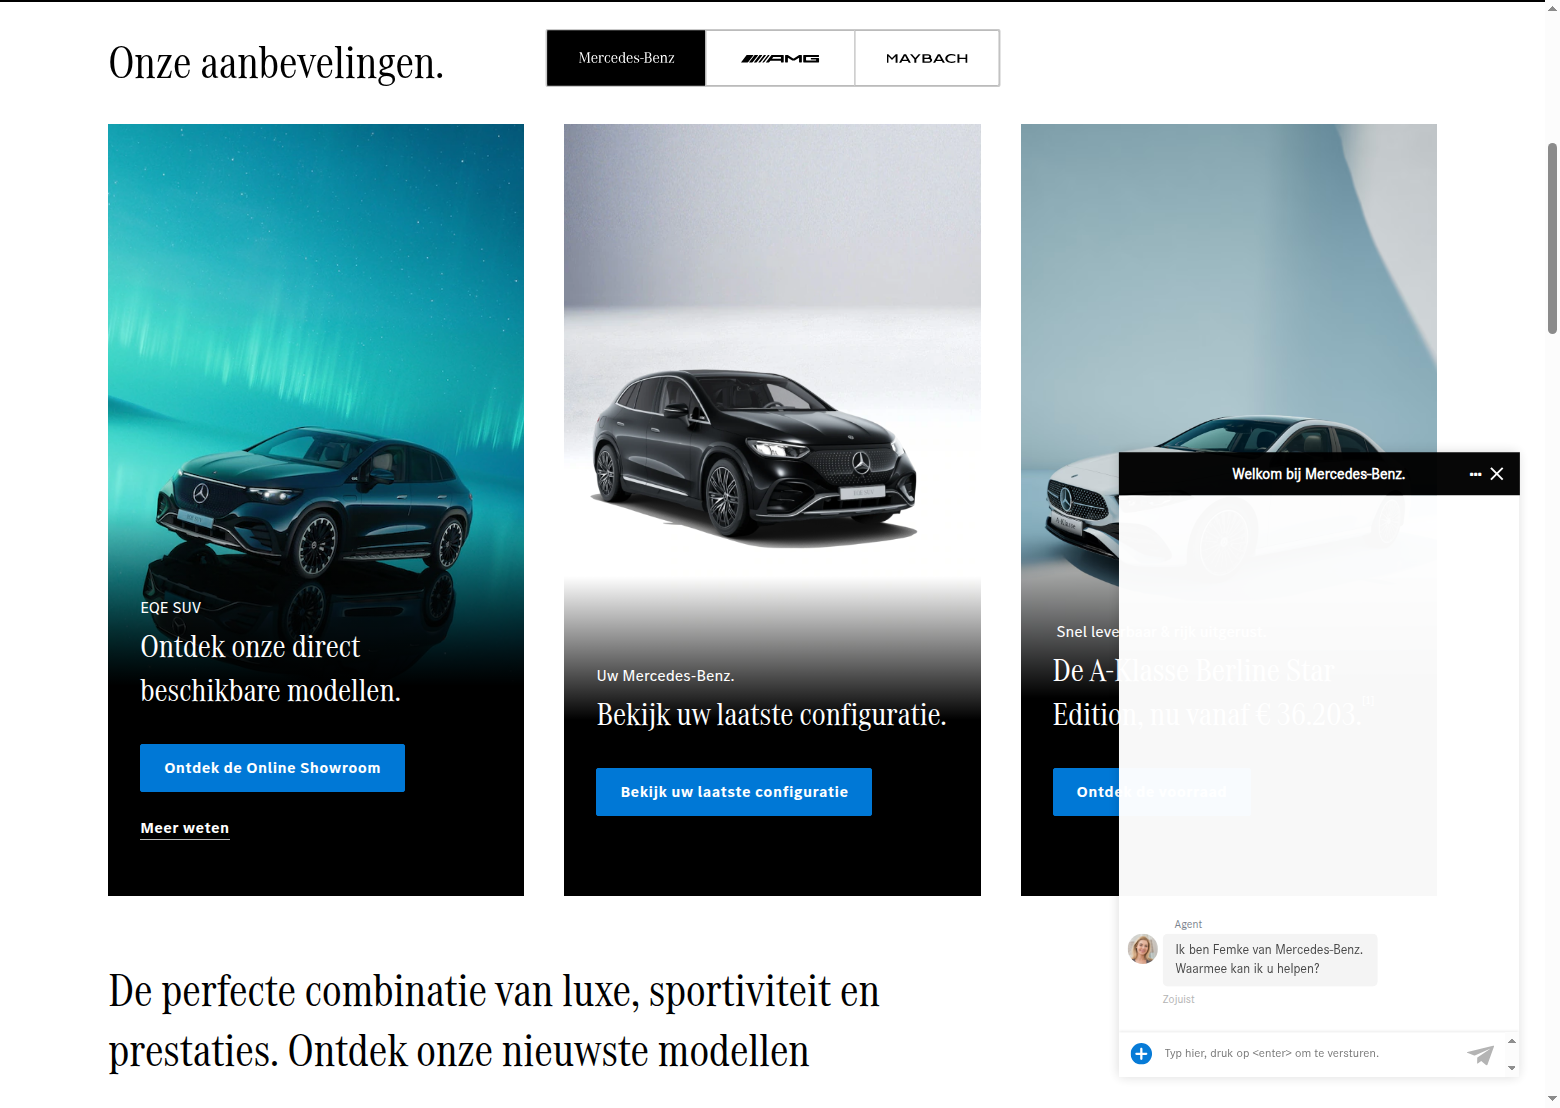 Onze aanbevelingen.
Mercedes-Benz
AMG
MAYBACH
EQE SUV
Ontdek onze direct
beschikbare modellen.
Ontdek de Online Showroom
Meer weten
Uw Mercedes-Benz.
Bekijk uw laatste configuratie.
Bekijk uw laatste configuratie
A-Klasse
Snel leverbaar & rijk uitgerust.
De A-Klasse Berline Star
Edition, nu vanaf € 36.203.
Ontdek de voorraad
Welkom bij Mercedes-Benz.
Agent
Ik ben Femke van Mercedes-Benz.
Waarmee kan ik u helpen?
Zojuist
Typ hier, druk op <enter> om te versturen.
De perfecte combinatie van luxe, sportiviteit en
prestaties. Ontdek onze nieuwste modellen